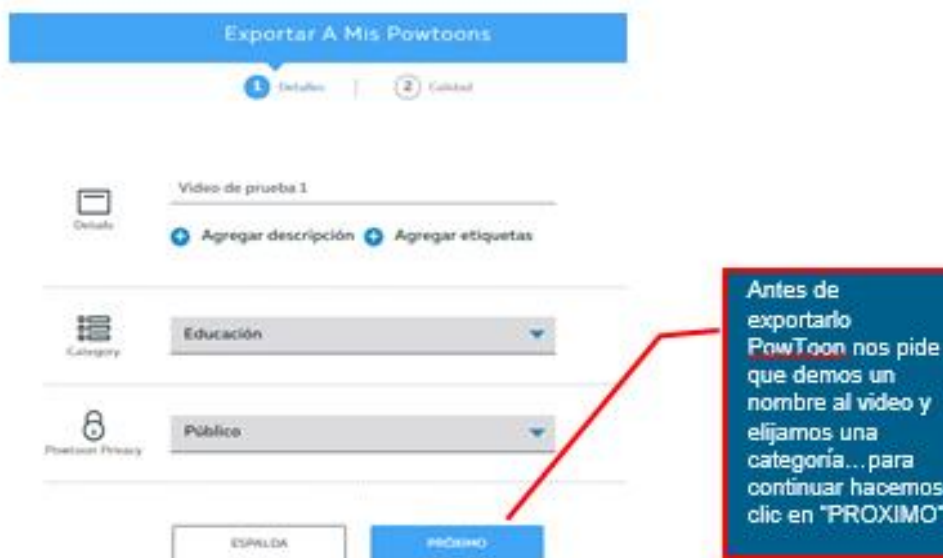 Exportar A Mis Powtoons
1 Detalles | 2 Calidad
Video de prueba 1
Details
Agregar descripción Agregar etiquetas
Educación
Category
Público
Powtoon Privacy
ESPALDA PRÓXIMO
Antes de
exportarlo
PowToon nos pide
que demos un
nombre al video y
elijamos una
categoría...para
continuar hacemos
clic en "PROXIMO"